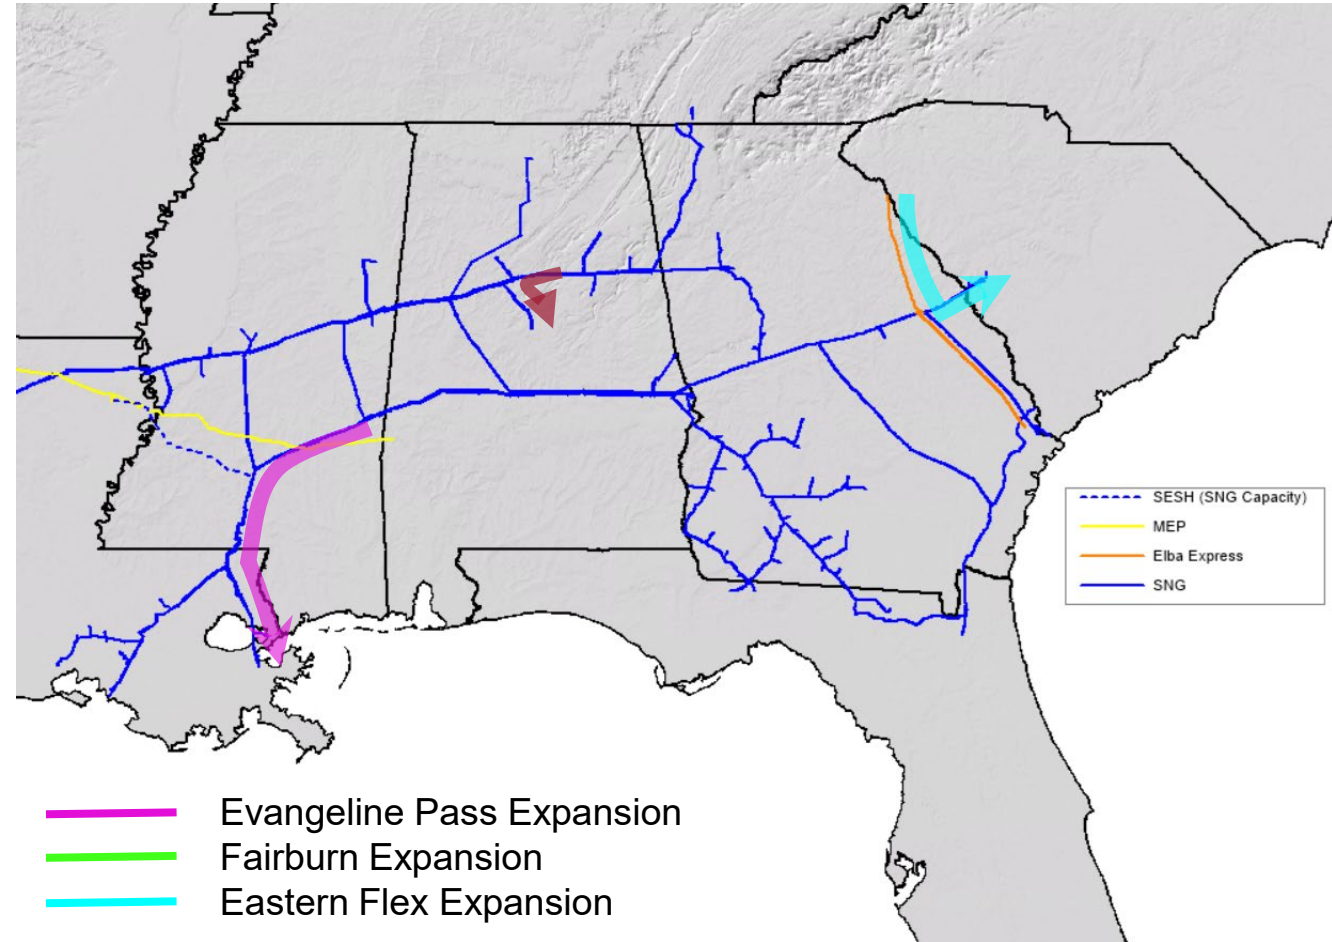 SESH (SNG Capacity)
MEP
Elba Express
SNG
Evangeline Pass Expansion
Fairburn Expansion
Eastern Flex Expansion